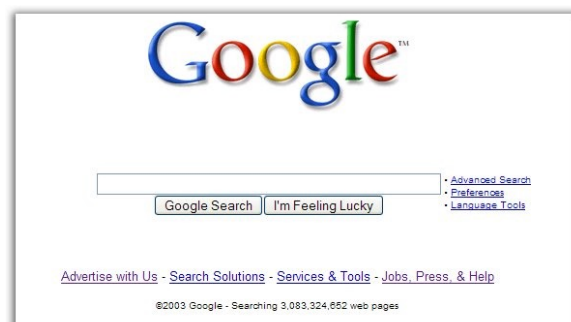 Google™
• Advanced Search
• Preferences
• Language Tools
Google Search I'm Feeling Lucky
Advertise with Us - Search Solutions - Services & Tools - Jobs, Press, & Help
©2003 Google - Searching 3,083,324,652 web pages